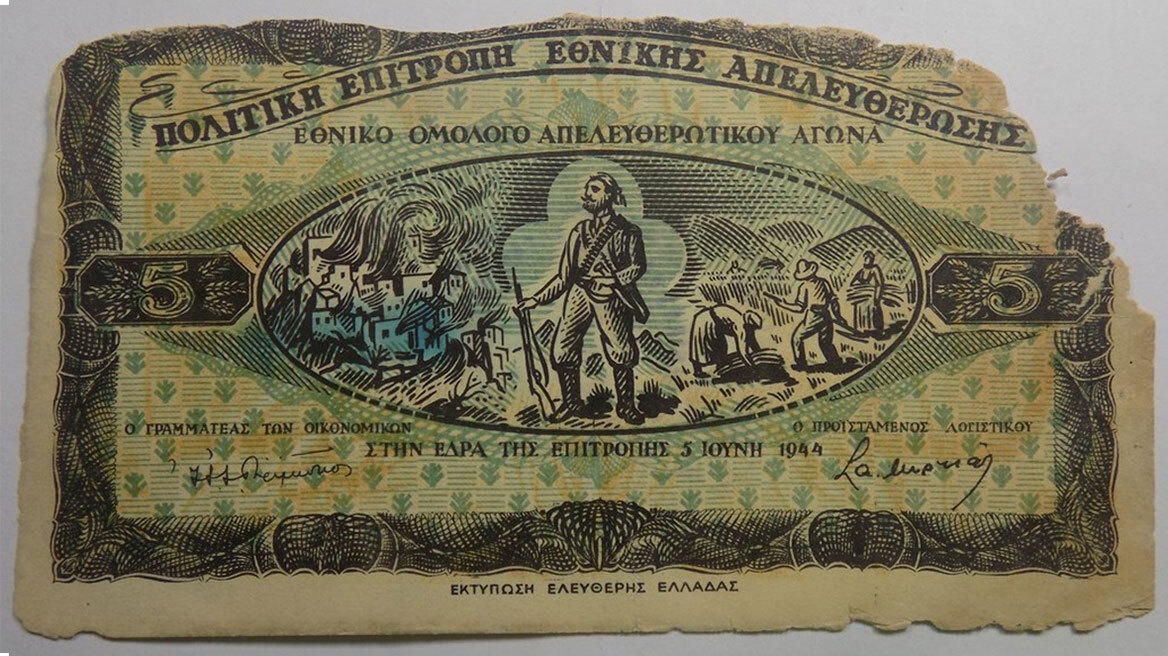 ΠΟΛΙΤΙΚΗ ΕΠΙΤΡΟΠΗ ΕΘΝΙΚΗΣ ΑΠΕΛΕΥΘΕΡΩΣΗΣ
ΕΘΝΙΚΟ ΟΜΟΛΟΓΟ ΑΠΕΛΕΥΘΕΡΩΤΙΚΟΥ ΑΓΩΝΑ
5 5
Ο ΓΡΑΜΜΑΤΕΑΣ ΤΩΝ ΟΙΚΟΝΟΜΙΚΩΝ
Ο ΠΡΟΪΣΤΑΜΕΝΟΣ ΛΟΓΙΣΤΙΚΟΥ
ΣΤΗΝ ΕΔΡΑ ΤΗΣ ΕΠΙΤΡΟΠΗΣ 5 ΙΟΥΝΗ 1944
ΕΚΤΥΠΩΣΗ ΕΛΕΥΘΕΡΗΣ ΕΛΛΑΔΑΣ